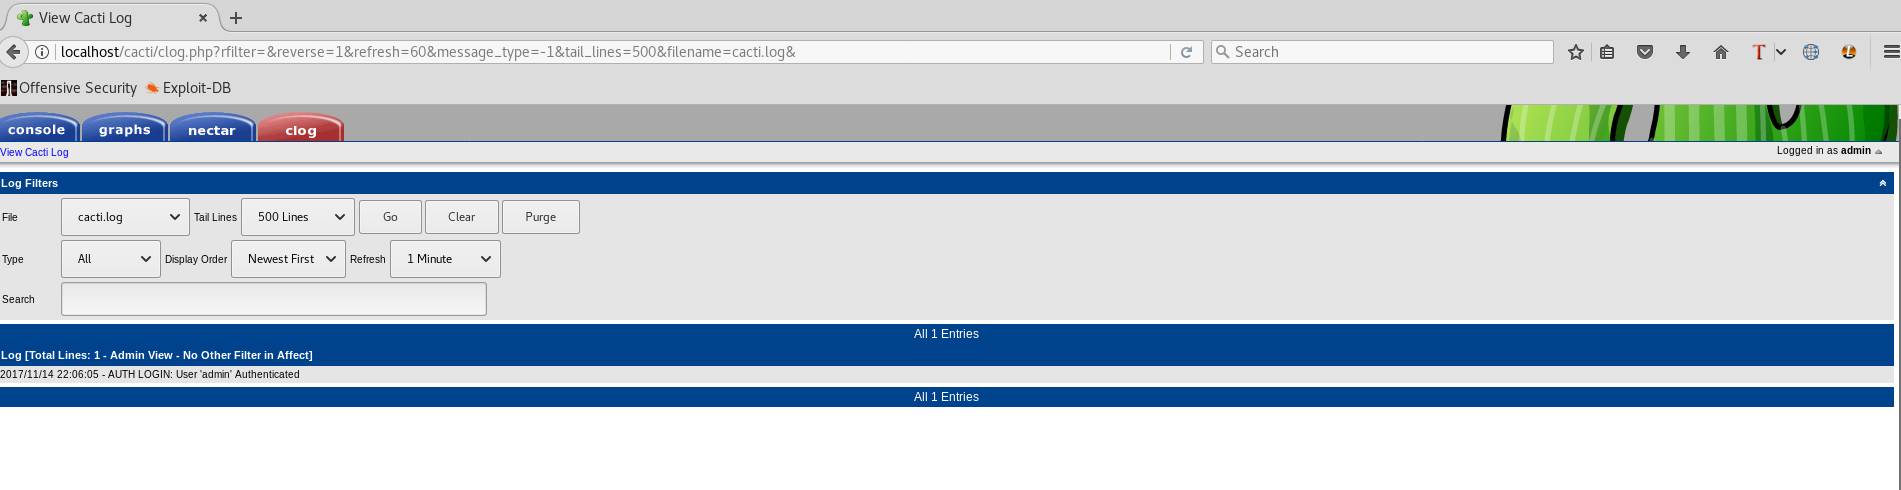 View Cacti Log
localhost/cacti/clog.php?rfilter=&reverse=1&refresh=60&message_type=-1&tail_lines=500&filename=cacti.log&
Search
Offensive Security Exploit-DB
console graphs nectar clog
View Cacti Log
Logged in as admin
Log Filters
File cacti.log Tail Lines 500 Lines Go Clear Purge
Type All Display Order Newest First Refresh 1 Minute
Search
All 1 Entries
Log [Total Lines: 1 - Admin View - No Other Filter in Affect]
2017/11/14 22:06:05 - AUTH LOGIN: User 'admin' Authenticated
All 1 Entries